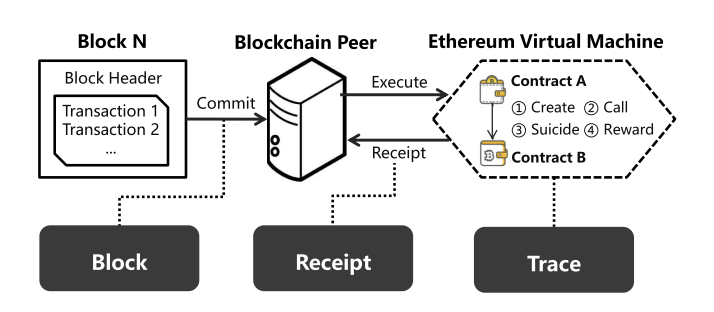 Block N
Blockchain Peer
Ethereum Virtual Machine
Block Header
Transaction 1
Transaction 2
...
Commit
Execute
Receipt
Contract A
① Create ② Call
③ Suicide ④ Reward
Contract B
Block
Receipt
Trace